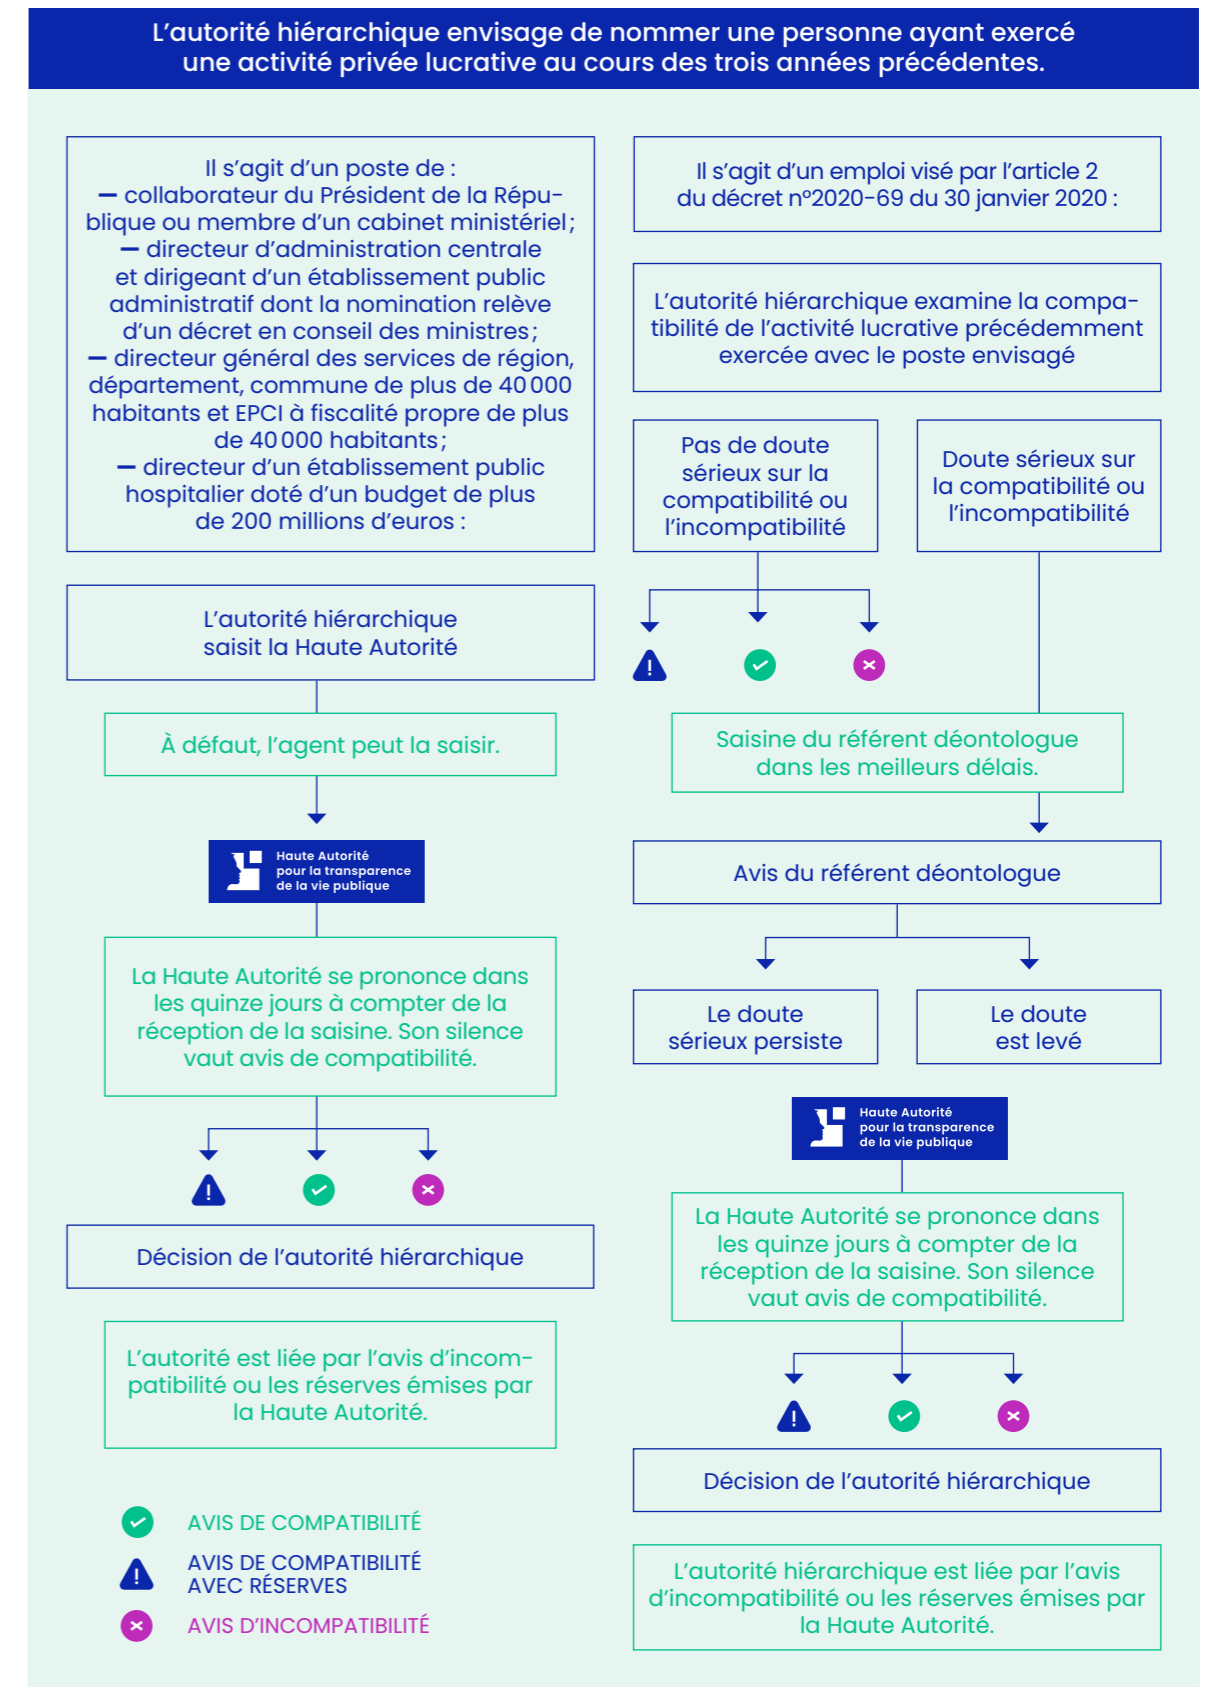 L’autorité hiérarchique envisage de nommer une personne ayant exercé
une activité privée lucrative au cours des trois années précédentes.
Il s’agit d’un poste de :
— collaborateur du Président de la Répu-
blique ou membre d’un cabinet ministériel ;
— directeur d’administration centrale
et dirigeant d’un établissement public
administratif dont la nomination relève
d’un décret en conseil des ministres ;
— directeur général des services de région,
département, commune de plus de 40 000
habitants et EPCI à fiscalité propre de plus
de 40 000 habitants ;
— directeur d’un établissement public
hospitalier doté d’un budget de plus
de 200 millions d’euros :
L’autorité hiérarchique
saisit la Haute Autorité
À défaut, l’agent peut la saisir.
Haute Autorité
pour la transparence
de la vie publique
La Haute Autorité se prononce dans
les quinze jours à compter de la
réception de la saisine. Son silence
vaut avis de compatibilité.
Décision de l’autorité hiérarchique
L’autorité est liée par l’avis d’incom-
patibilité ou les réserves émises par
la Haute Autorité.
AVIS DE COMPATIBILITÉ
AVIS DE COMPATIBILITÉ
AVEC RÉSERVES
AVIS D’INCOMPATIBILITÉ
Il s’agit d’un emploi visé par l’article 2
du décret n°2020-69 du 30 janvier 2020 :
L’autorité hiérarchique examine la compa-
tibilité de l’activité lucrative précédemment
exercée avec le poste envisagé
Pas de doute
sérieux sur la
compatibilité ou
l’incompatibilité
Doute sérieux sur
la compatibilité ou
l’incompatibilité
Saisine du référent déontologue
dans les meilleurs délais.
Avis du référent déontologue
Le doute
sérieux persiste
Le doute
est levé
Haute Autorité
pour la transparence
de la vie publique
La Haute Autorité se prononce dans
les quinze jours à compter de la
réception de la saisine. Son silence
vaut avis de compatibilité.
Décision de l’autorité hiérarchique
L’autorité hiérarchique est liée par l’avis
d’incompatibilité ou les réserves émises par
la Haute Autorité.